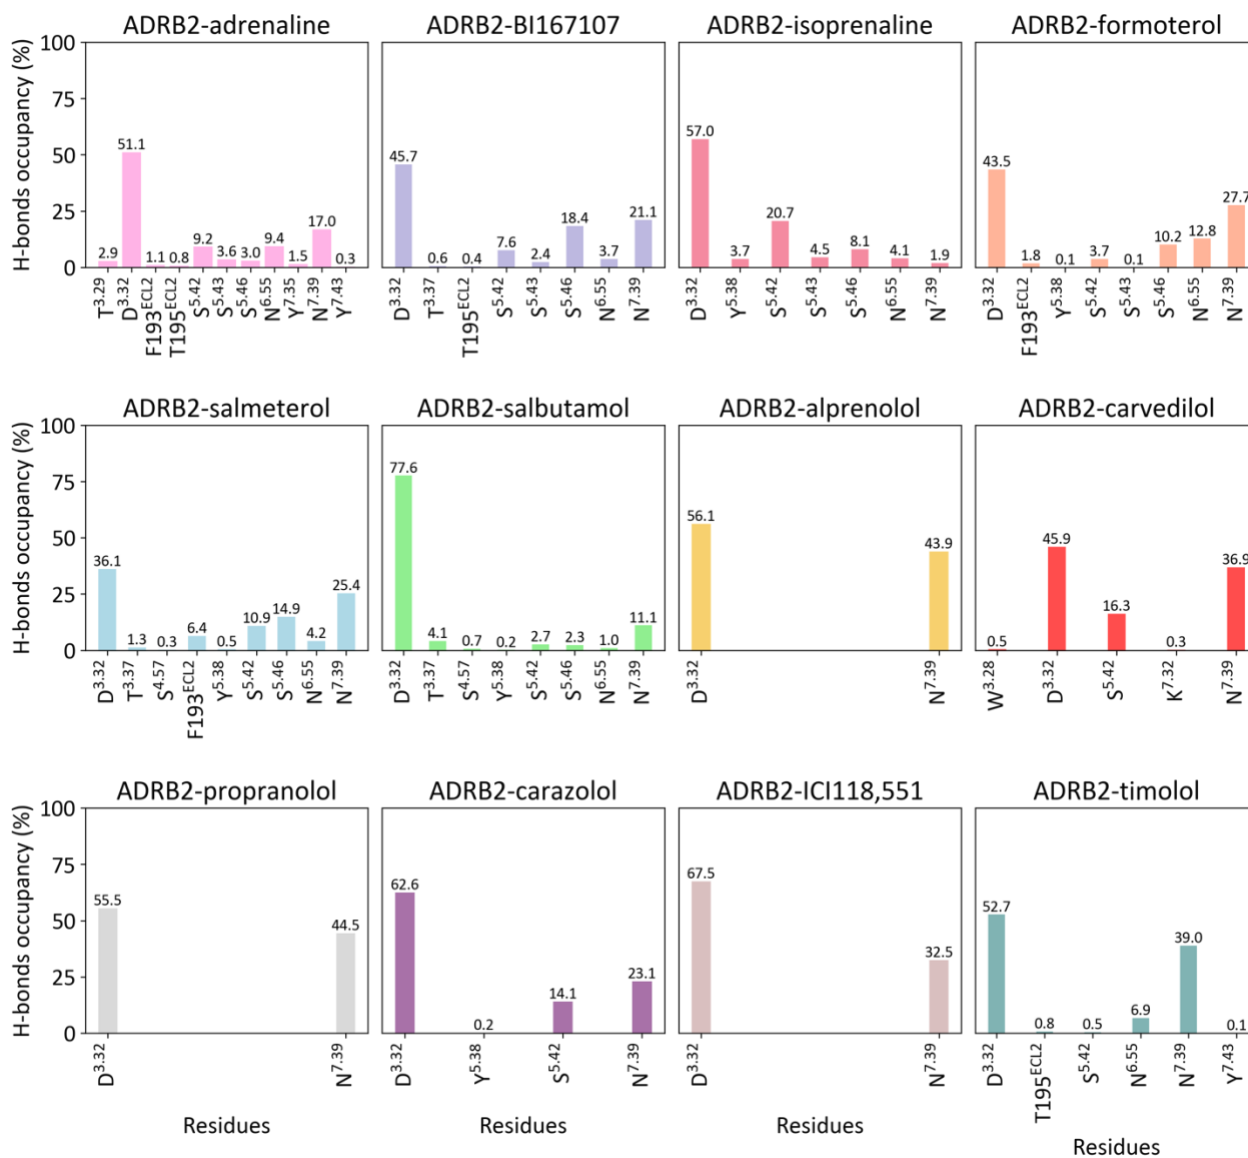 ADRB2-adrenaline ADRB2-BI167107 ADRB2-isoprenaline ADRB2-formoterol
H-bonds occupancy (%)
100
75
50
25
0
2.9 51.1 1.1 0.8 9.2 3.6 3.0 9.4 1.5 17.0 0.3
T3.29 D3.32 F193ECL2 T195ECL2 S5.42 S5.43 S5.46 N6.55 Y7.35 N7.39 Y7.43
45.7 0.6 0.4 7.6 2.4 18.4 3.7 21.1
D3.32 T3.37 T195ECL2 S5.42 S5.43 S5.46 N6.55 N7.39
57.0 3.7 20.7 4.5 8.1 4.1 1.9
D3.32 Y5.38 S5.42 S5.43 S5.46 N6.55 N7.39
43.5 1.8 0.1 3.7 0.1 10.2 12.8 27.7
D3.32 F193ECL2 Y5.38 S5.42 S5.43 S5.46 N6.55 N7.39
ADRB2-salmeterol ADRB2-salbutamol ADRB2-alprenolol ADRB2-carvedilol
H-bonds occupancy (%)
100
75
50
25
0
36.1 1.3 0.3 6.4 0.5 10.9 14.9 4.2 25.4
D3.32 T3.37 S4.57 F193ECL2 Y5.38 S5.42 S5.46 N6.55 N7.39
77.6 4.1 0.7 0.2 2.7 2.3 1.0 11.1
D3.32 T3.37 S4.57 Y5.38 S5.42 S5.46 N6.55 N7.39
56.1 43.9
D3.32 N7.39
0.5 45.9 16.3 0.3 36.9
W3.28 D3.32 S5.42 K7.32 N7.39
ADRB2-propranolol ADRB2-carazolol ADRB2-ICI118,551 ADRB2-timolol
H-bonds occupancy (%)
100
75
50
25
0
55.5 44.5
D3.32 N7.39
62.6 0.2 14.1 23.1
D3.32 Y5.38 S5.42 N7.39
67.5 32.5
D3.32 N7.39
52.7 0.8 0.5 6.9 39.0 0.1
D3.32 T195ECL2 S5.42 N6.55 N7.39 Y7.43
Residues Residues Residues Residues